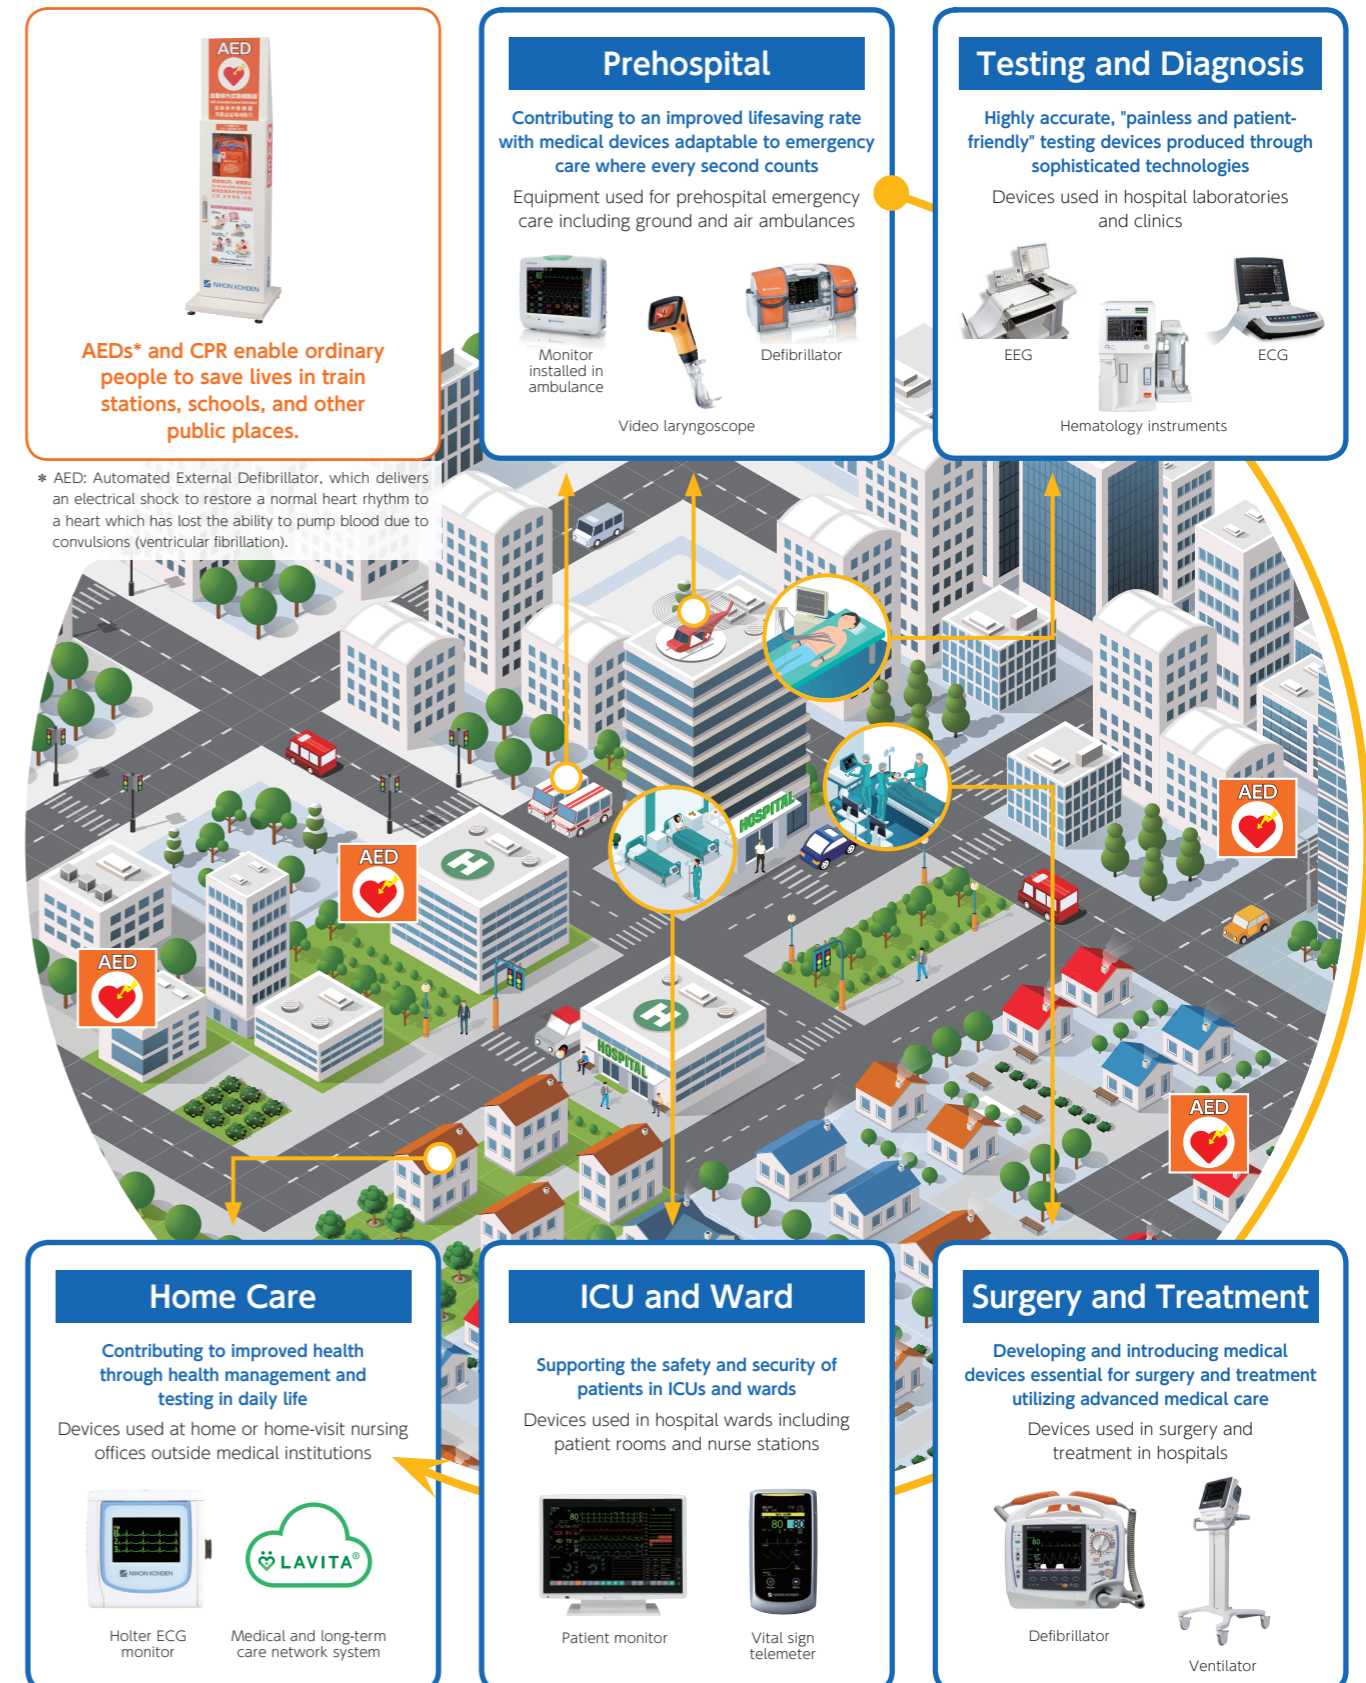 AED
NIHON KOHDEN
AEDs* and CPR enable ordinary
people to save lives in train
stations, schools, and other
public places.
* AED: Automated External Defibrillator, which delivers
an electrical shock to restore a normal heart rhythm to
a heart which has lost the ability to pump blood due to
convulsions (ventricular fibrillation).
Prehospital
Contributing to an improved lifesaving rate
with medical devices adaptable to emergency
care where every second counts
Equipment used for prehospital emergency
care including ground and air ambulances
Monitor
installed in
ambulance
Video laryngoscope
Defibrillator
Testing and Diagnosis
Highly accurate, "painless and patient-
friendly" testing devices produced through
sophisticated technologies
Devices used in hospital laboratories
and clinics
EEG
Hematology instruments
ECG
HOSPITAL
AED
H
AED
AED
H
HOSPITAL
AED
Home Care
Contributing to improved health
through health management and
testing in daily life
Devices used at home or home-visit nursing
offices outside medical institutions
NIHON KOHDEN
LAVITA®
Holter ECG
monitor
Medical and long-term
care network system
ICU and Ward
Supporting the safety and security of
patients in ICUs and wards
Devices used in hospital wards including
patient rooms and nurse stations
80
80 80
Patient monitor
Vital sign
telemeter
Surgery and Treatment
Developing and introducing medical
devices essential for surgery and treatment
utilizing advanced medical care
Devices used in surgery and
treatment in hospitals
80
Defibrillator
Ventilator